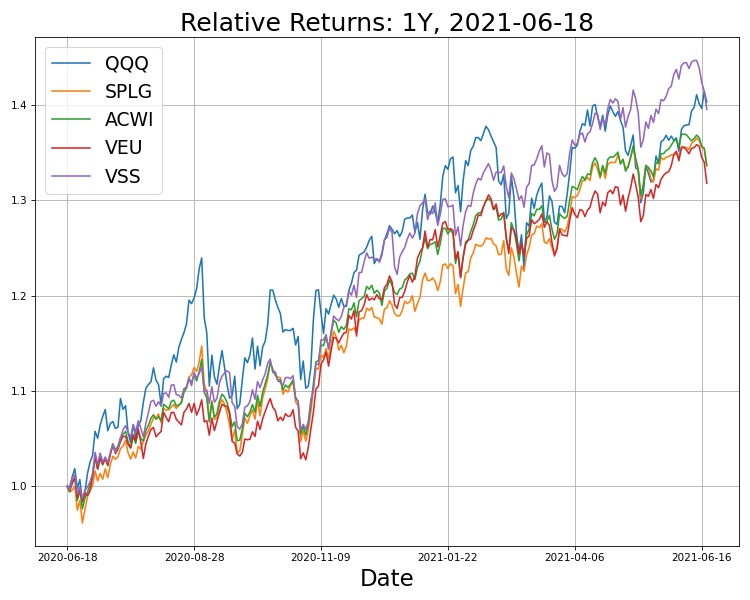 Relative Returns: 1Y, 2021-06-18
QQQ
SPLG
ACWI
VEU
VSS
1.4
1.3
1.2
1.1
1.0
2020-06-18
2020-08-28
2020-11-09
2021-01-22
2021-04-06
2021-06-16
Date